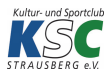 Kultur- und Sportclub
KSC
STRAUSBERG e.V.